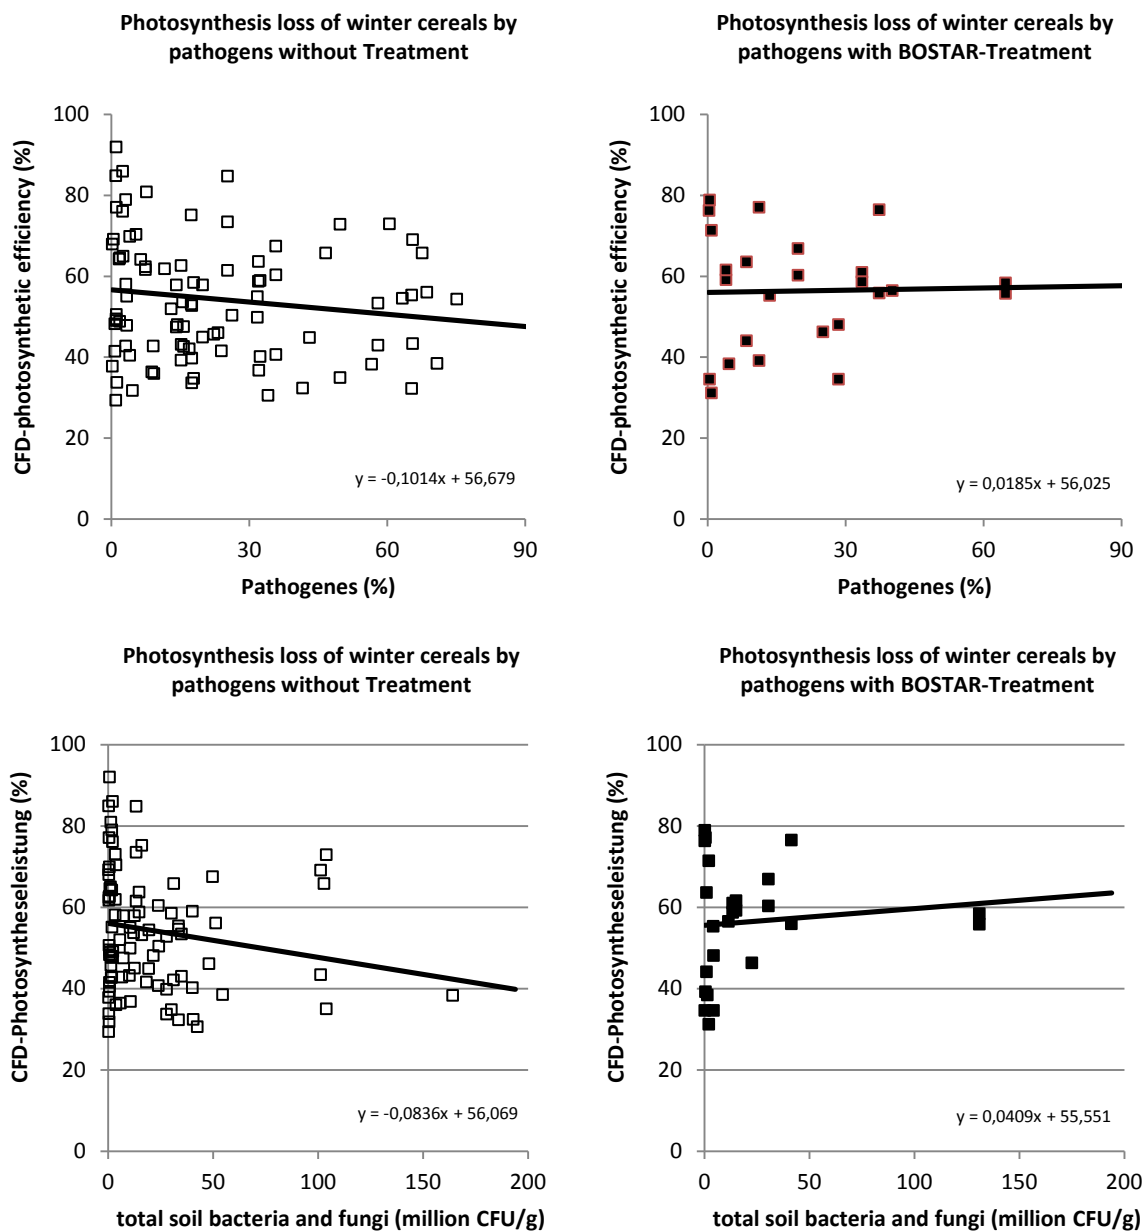 Photosynthesis loss of winter cereals by
pathogens without Treatment
CFD-photosynthetic efficiency (%)
100
80
60
40
20
0
y = -0,1014x + 56,679
0 30 60 90
Pathogenes (%)
Photosynthesis loss of winter cereals by
pathogens with BOSTAR-Treatment
CFD-photosynthetic efficiency (%)
100
80
60
40
20
0
y = 0,0185x + 56,025
0 30 60 90
Pathogenes (%)
Photosynthesis loss of winter cereals by
pathogens without Treatment
CFD-Photosyntheseleistung (%)
100
80
60
40
20
0
y = -0,0836x + 56,069
0 50 100 150 200
total soil bacteria and fungi (million CFU/g)
Photosynthesis loss of winter cereals by
pathogens with BOSTAR-Treatment
CFD-Photosyntheseleistung (%)
100
80
60
40
20
0
y = 0,0409x + 55,551
0 50 100 150 200
total soil bacteria and fungi (million CFU/g)